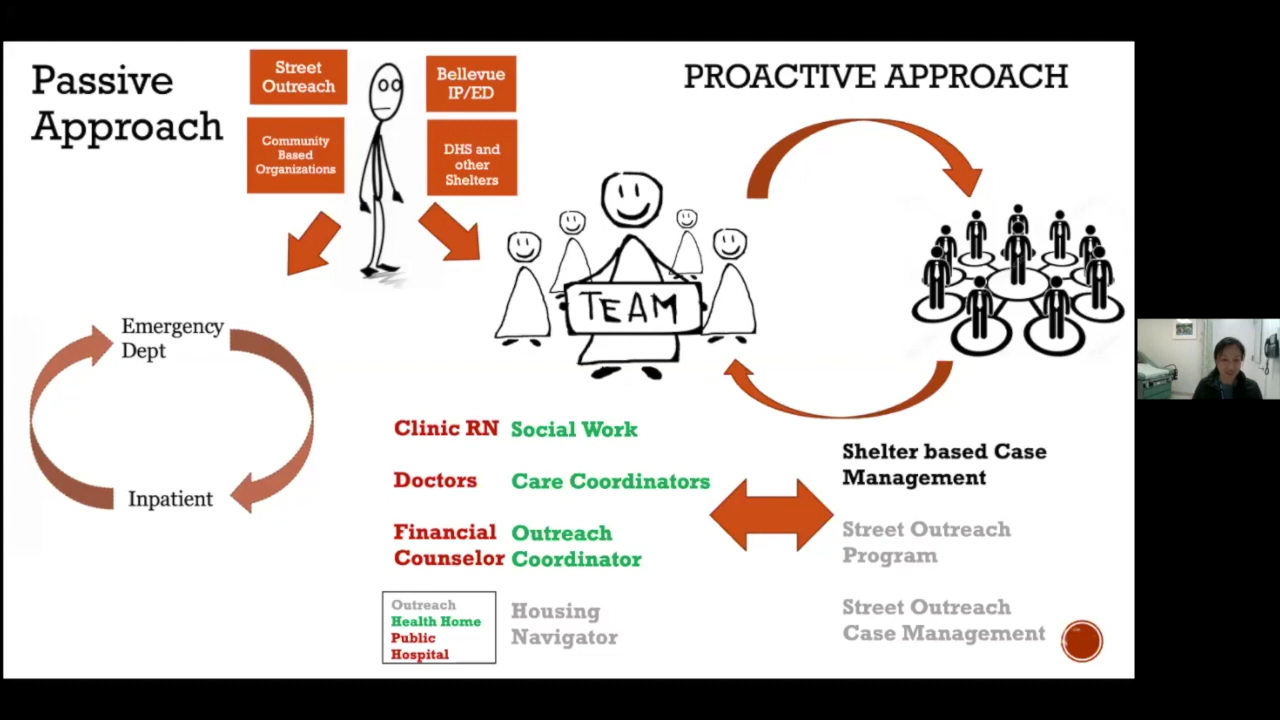 Passive
Approach
Street
Outreach
Bellevue
IP/ED
Community
Based
Organizations
DHS and
other
Shelters
PROACTIVE APPROACH
TEAM
Emergency
Dept
Inpatient
Clinic RN
Social Work
Doctors
Care Coordinators
Financial
Counselor
Outreach
Coordinator
Outreach
Health Home
Public
Hospital
Housing
Navigator
Shelter based Case
Management
Street Outreach
Program
Street Outreach
Case Management